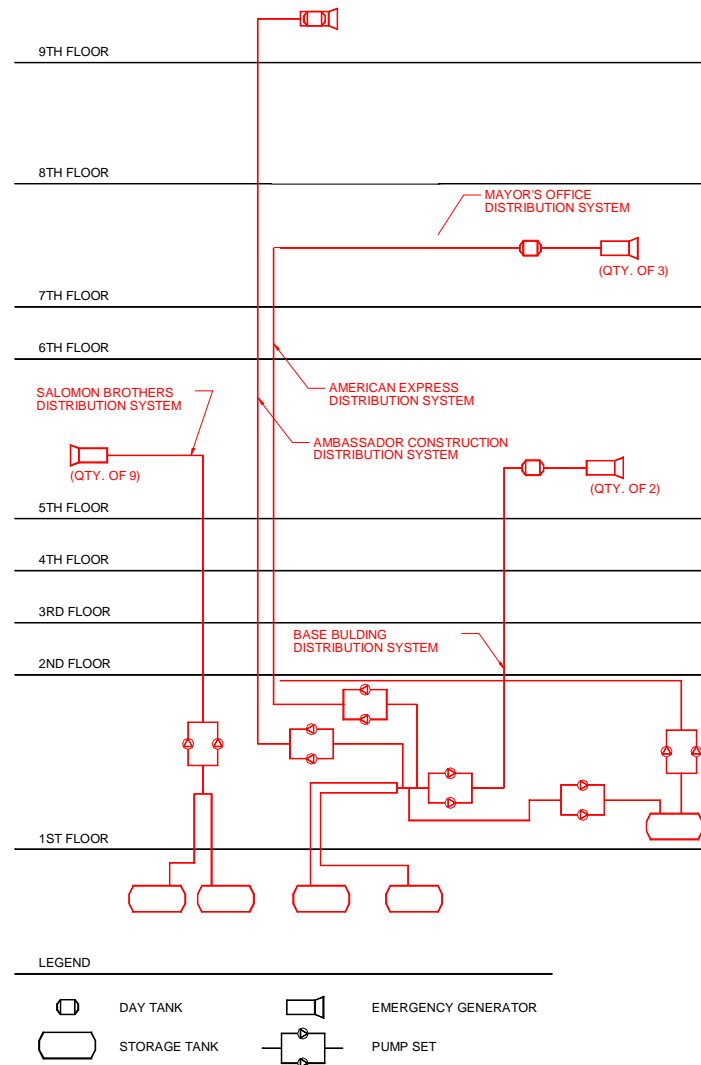 9TH FLOOR
8TH FLOOR
MAYOR'S OFFICE
DISTRIBUTION SYSTEM
(QTY. OF 3)
7TH FLOOR
6TH FLOOR
SALOMON BROTHERS
DISTRIBUTION SYSTEM
AMERICAN EXPRESS
DISTRIBUTION SYSTEM
AMBASSADOR CONSTRUCTION
DISTRIBUTION SYSTEM
(QTY. OF 9)
(QTY. OF 2)
5TH FLOOR
4TH FLOOR
3RD FLOOR
BASE BULDING
DISTRIBUTION SYSTEM
2ND FLOOR
1ST FLOOR
LEGEND
DAY TANK
EMERGENCY GENERATOR
STORAGE TANK
PUMP SET